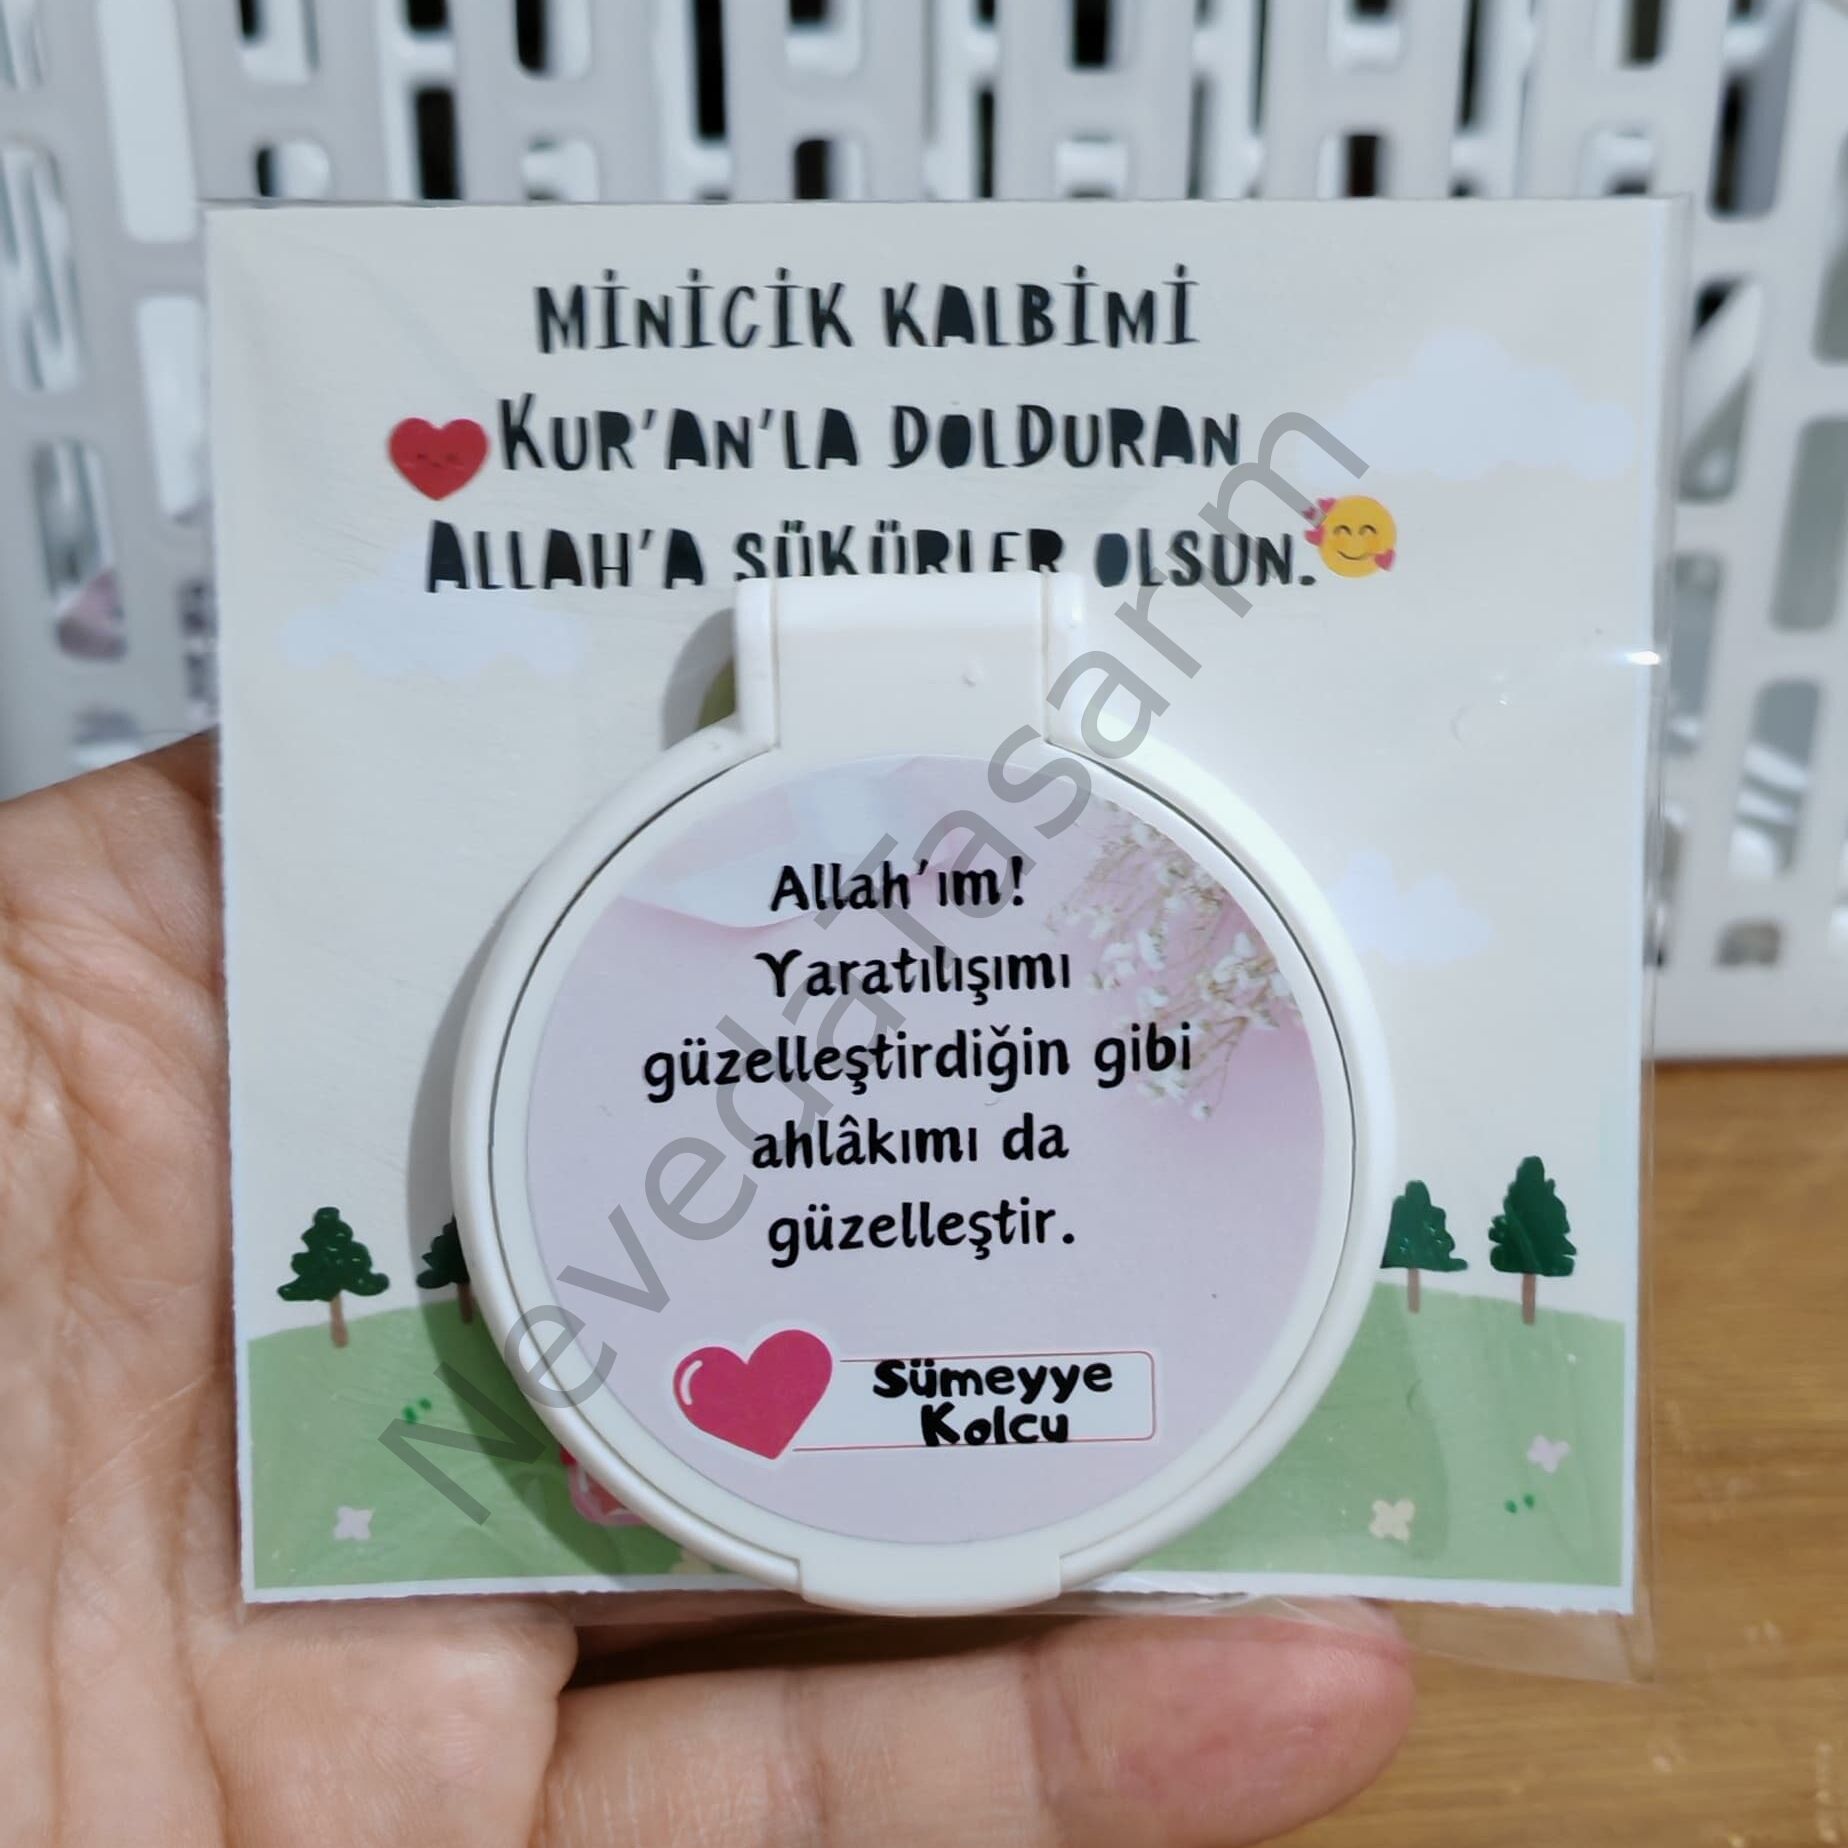 MİNİCİK KALBİMİ
KUR'AN'LA DOLDURAN
ALLAH'A ŞÜKÜRLER OLSUN.
Allah'ım!
Yaratılışımı
güzelleştirdiğin gibi
ahlâkımı da
güzelleştir.
Sümeyye
Kolcu
NevedaTasarm